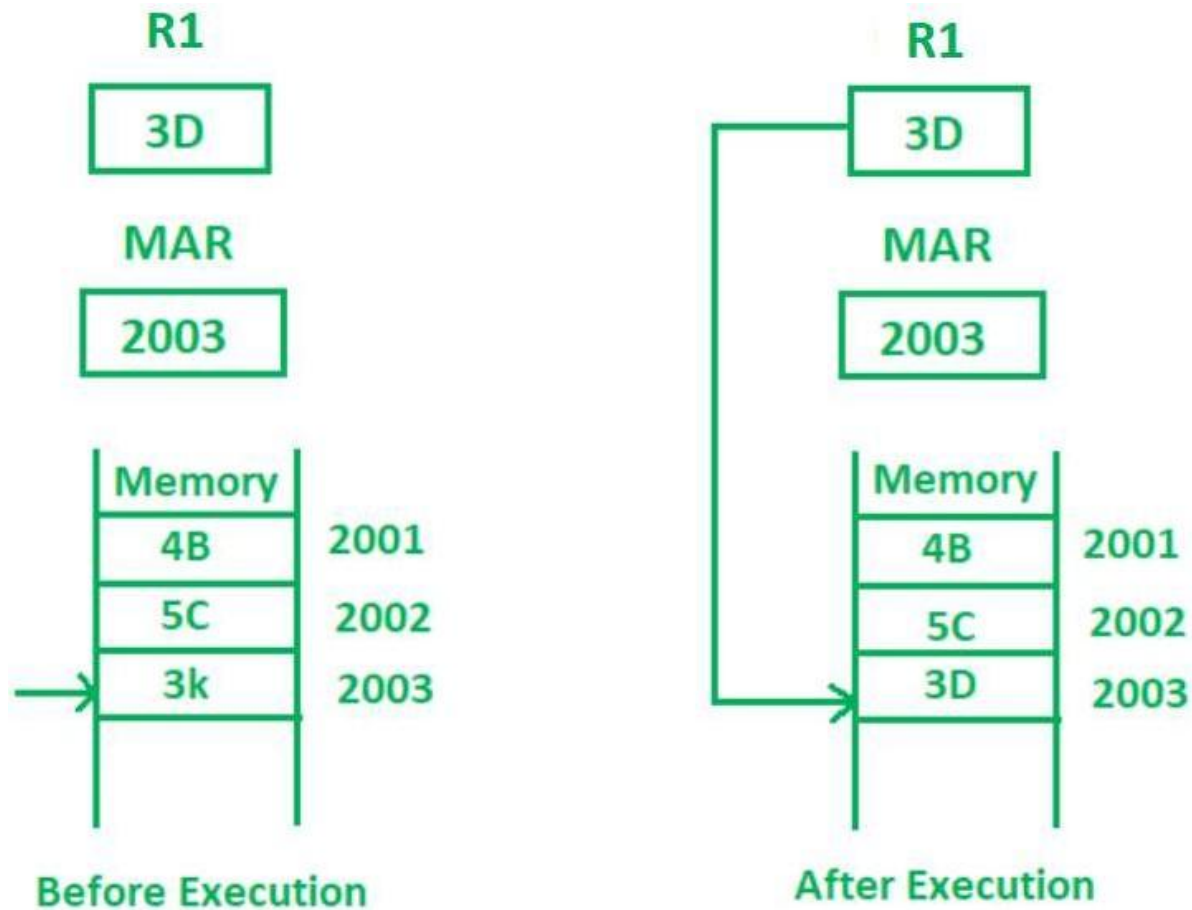 R1
3D
MAR
2003
Memory
4B 2001
5C 2002
3k 2003
Before Execution
R1
3D
MAR
2003
Memory
4B 2001
5C 2002
3D 2003
After Execution